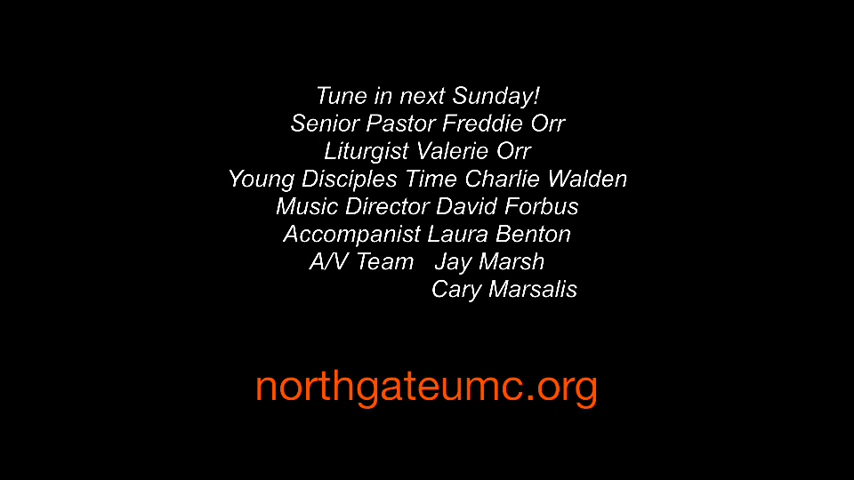 Tune in next Sunday!
Senior Pastor Freddie Orr
Liturgist Valerie Orr
Young Disciples Time Charlie Walden
Music Director David Forbus
Accompanist Laura Benton
A/V Team Jay Marsh
Cary Marsalis
northgateumc.org